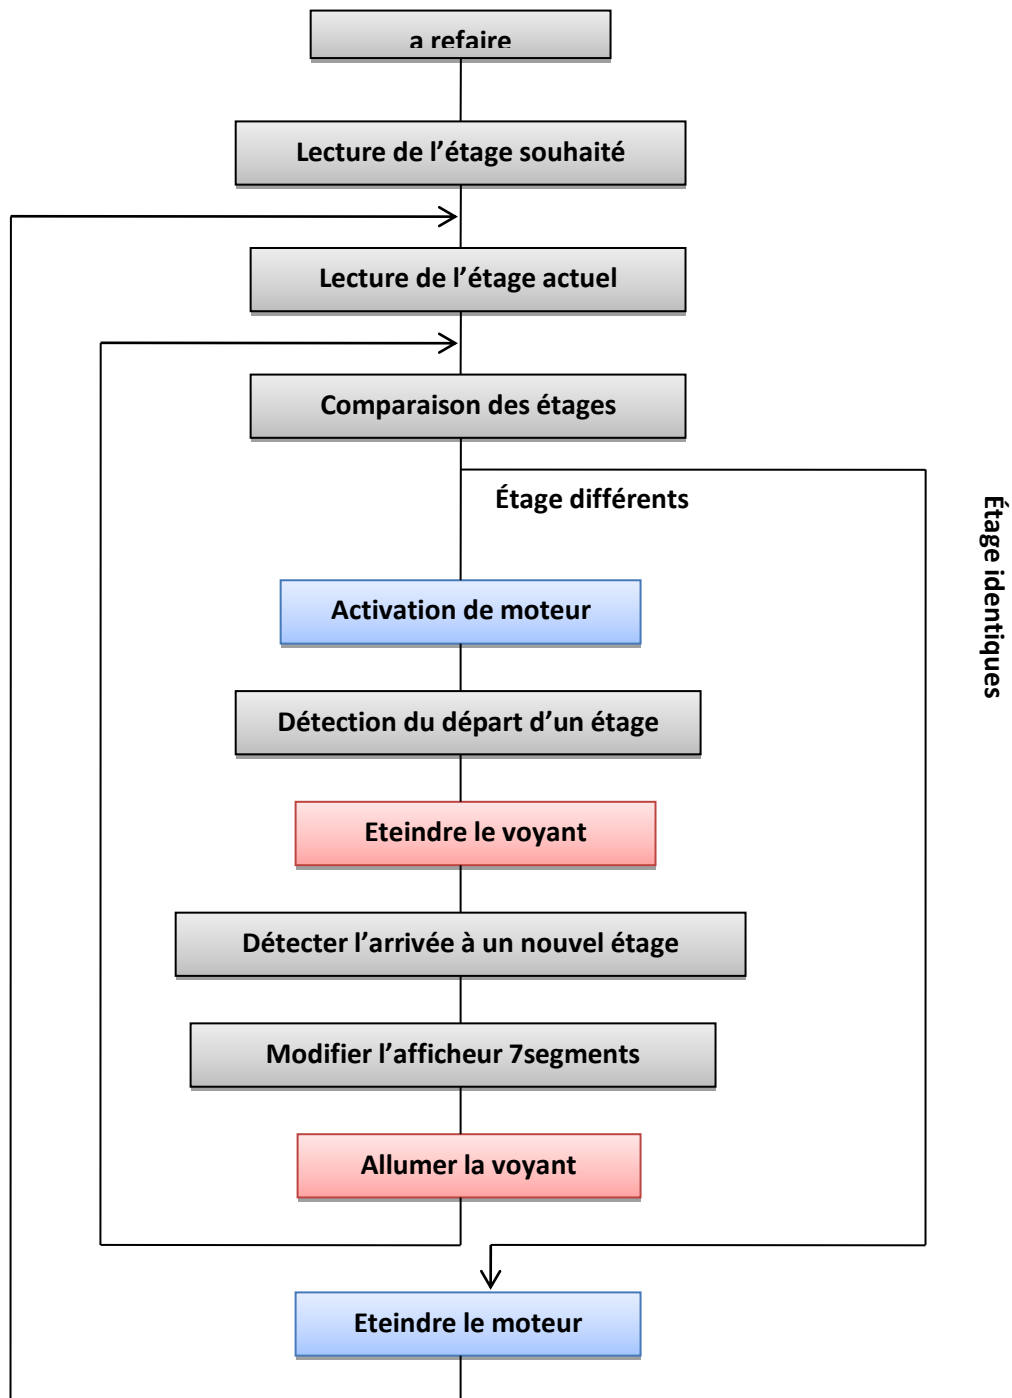 a refaire
Lecture de l’étage souhaité
Lecture de l’étage actuel
Comparaison des étages
Étage différents
Étage identiques
Activation de moteur
Détection du départ d’un étage
Eteindre le voyant
Détecter l’arrivée à un nouvel étage
Modifier l’afficheur 7segments
Allumer la voyant
Eteindre le moteur